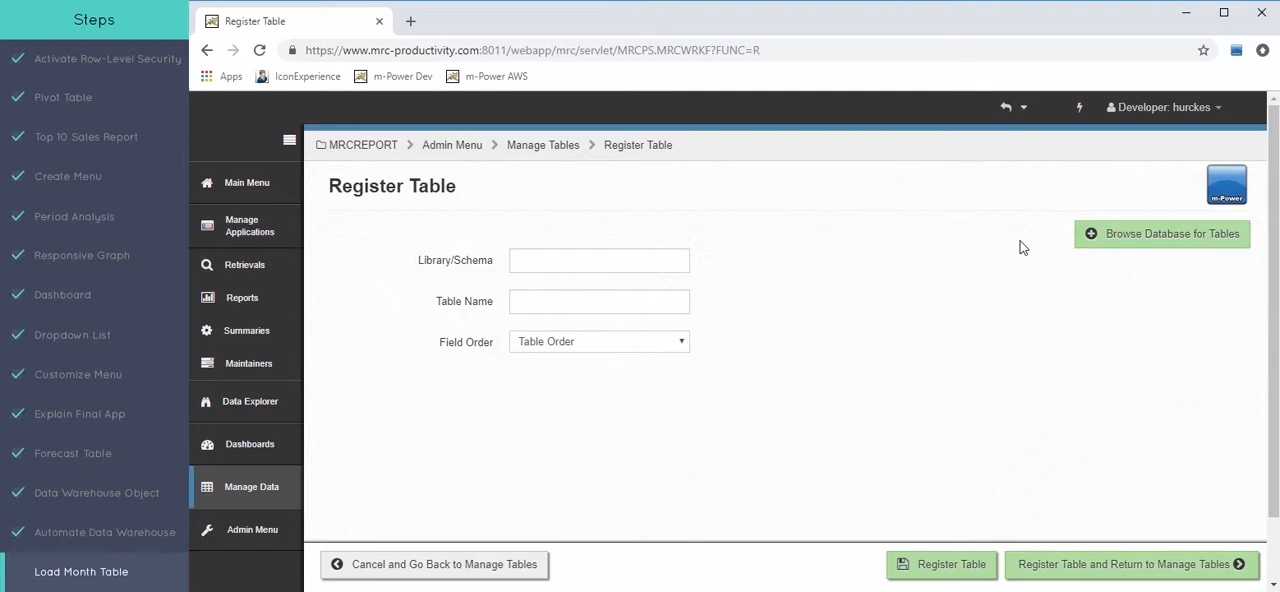 Steps
Activate Row-Level Security
Pivot Table
Top 10 Sales Report
Create Menu
Period Analysis
Responsive Graph
Dashboard
Dropdown List
Customize Menu
Explain Final App
Forecast Table
Data Warehouse Object
Automate Data Warehouse
Load Month Table
Register Table
https://www.mrc-productivity.com:8011/webapp/mrc/servlet/MRCPS.MRCWRKF?FUNC=R
Apps IconExperience m-Power Dev m-Power AWS
Developer: hurckes
MRCREPORT Admin Menu Manage Tables Register Table
Main Menu
Manage
Applications
Retrievals
Reports
Summaries
Maintainers
Data Explorer
Dashboards
Manage Data
Admin Menu
Register Table
m-Power
Browse Database for Tables
Library/Schema
Table Name
Field Order Table Order
Cancel and Go Back to Manage Tables Register Table Register Table and Return to Manage Tables